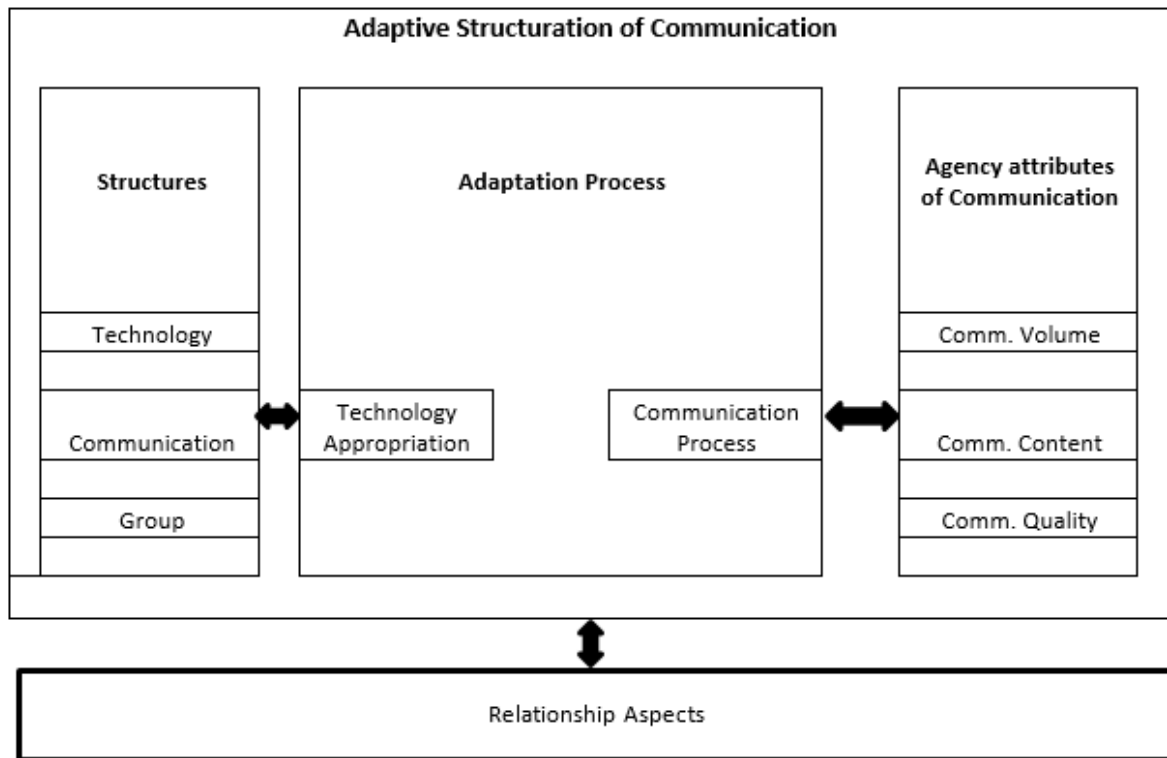 Adaptive Structuration of Communication
Structures
Adaptation Process
Agency attributes
of Communication
Technology
Comm. Volume
Communication
Technology
Appropriation
Communication
Process
Comm. Content
Group
Comm. Quality
Relationship Aspects